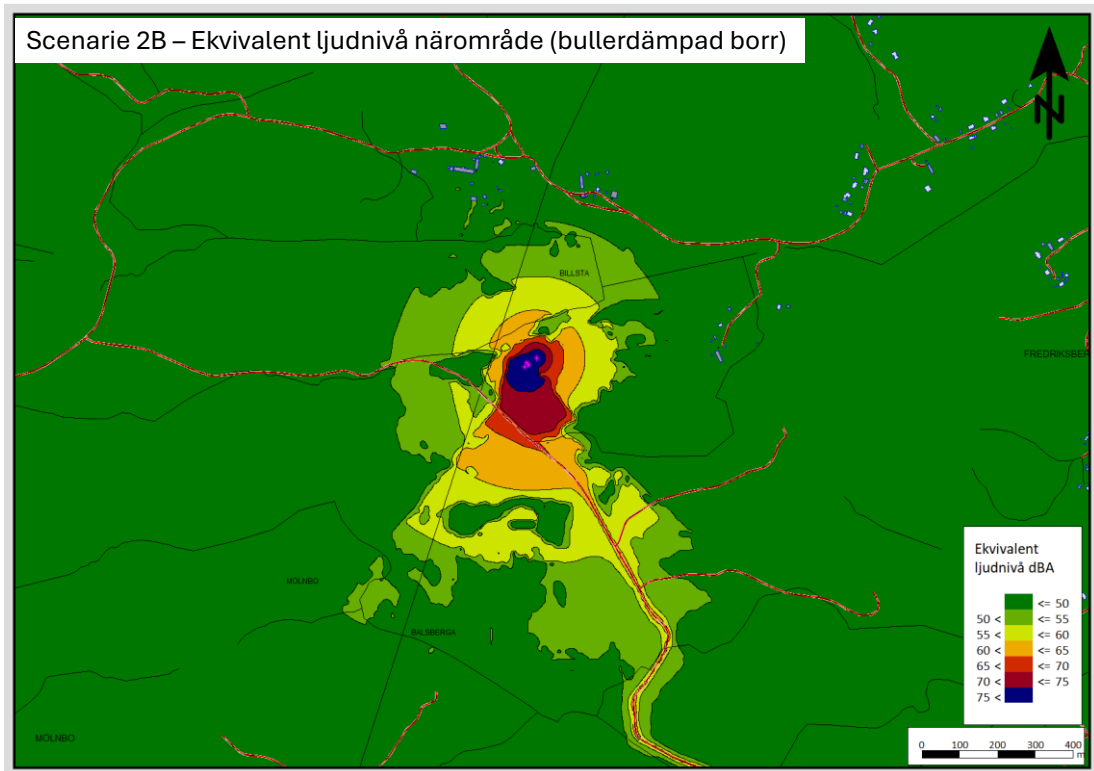 Scenarie 2B – Ekvivalent ljudnivå närområde (bullerdämpad borr)
N
BILLSTA
FREDRIKSBER
MÖLNBO
BALSBERGA
MÖLNBO
Ekvivalent
ljudnivå dBA
<= 50
50 < <= 55
55 < <= 60
60 < <= 65
65 < <= 70
70 < <= 75
75 <
0 100 200 300 400
m